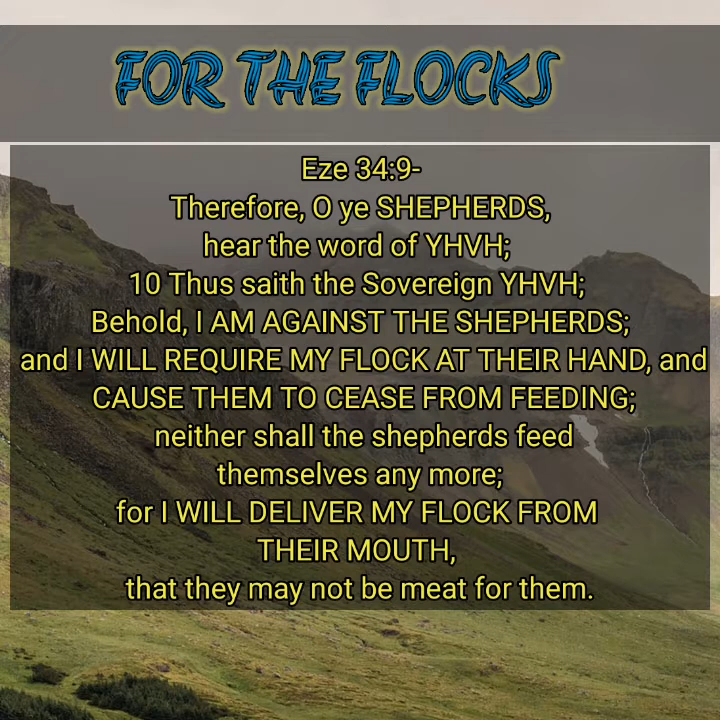 FOR THE FLOCKS
Eze 34:9-
Therefore, O ye SHEPHERDS,
hear the word of YHVH;
10 Thus saith the Sovereign YHVH;
Behold, I AM AGAINST THE SHEPHERDS;
and I WILL REQUIRE MY FLOCK AT THEIR HAND, and
CAUSE THEM TO CEASE FROM FEEDING;
neither shall the shepherds feed
themselves any more;
for I WILL DELIVER MY FLOCK FROM
THEIR MOUTH,
that they may not be meat for them.